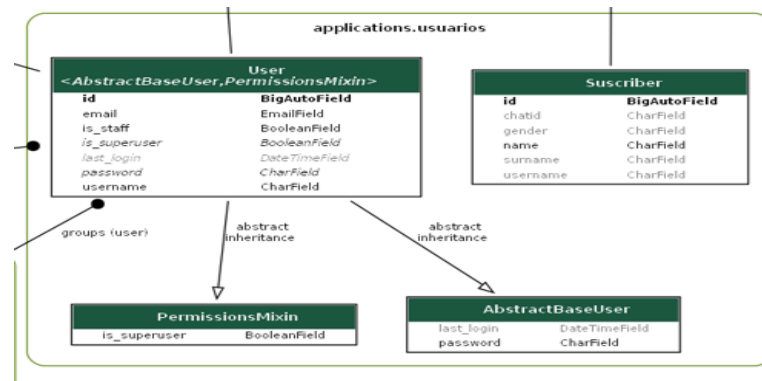 applications.usuarios
User
<AbstractBaseUser,PermissionsMixin>
id BigAutoField
email EmailField
is_staff BooleanField
is_superuser BooleanField
last_login DateTimeField
password CharField
username CharField
Suscriber
id BigAutoField
chatid CharField
gender CharField
name CharField
surname CharField
username CharField
groups (user)
abstract
inheritance
abstract
inheritance
PermissionsMixin
is_superuser BooleanField
AbstractBaseUser
last_login DateTimeField
password CharField